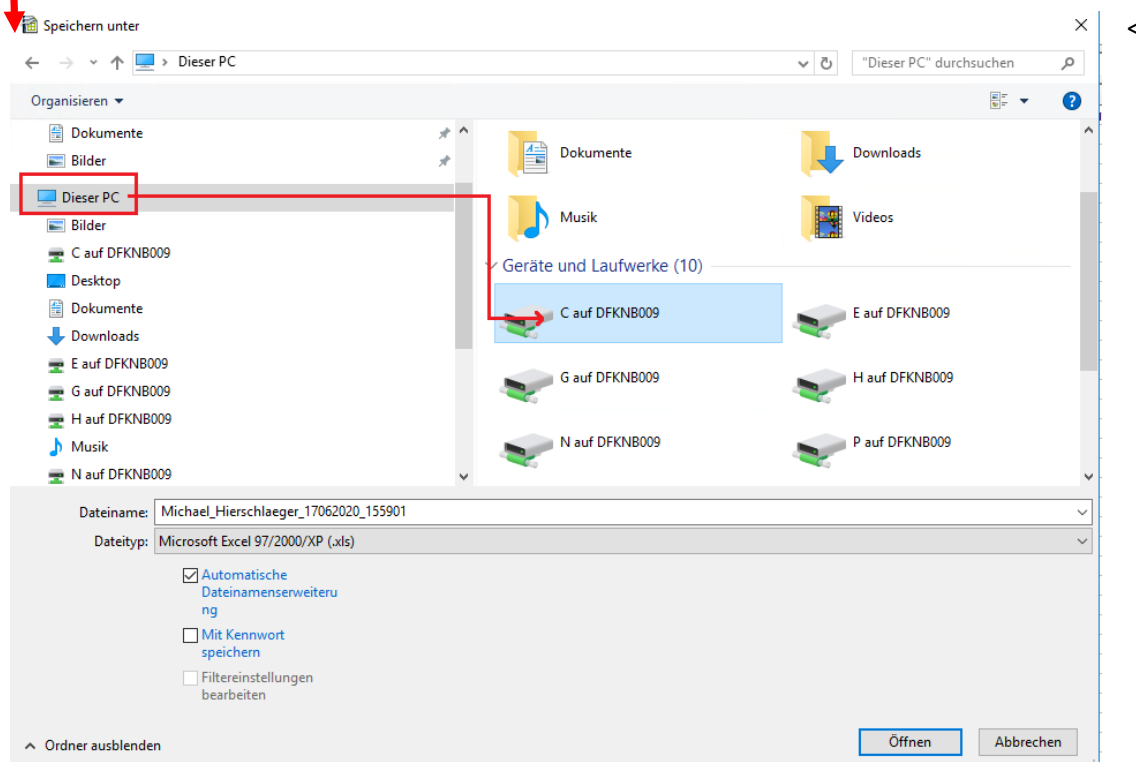 Speichern unter
Dieser PC
"Dieser PC" durchsuchen
Organisieren
Dokumente
Bilder
Dieser PC
Bilder
C auf DFKNB009
Desktop
Dokumente
Downloads
E auf DFKNB009
G auf DFKNB009
H auf DFKNB009
Musik
N auf DFKNB009
Dokumente
Downloads
Musik
Videos
Geräte und Laufwerke (10)
C auf DFKNB009
E auf DFKNB009
G auf DFKNB009
H auf DFKNB009
N auf DFKNB009
P auf DFKNB009
Dateiname: Michael_Hierschlaeger_17062020_155901
Dateityp: Microsoft Excel 97/2000/XP (.xls)
Automatische
Dateinamenserweiteru
ng
Mit Kennwort
speichern
Filtereinstellungen
bearbeiten
Ordner ausblenden
Öffnen
Abbrechen